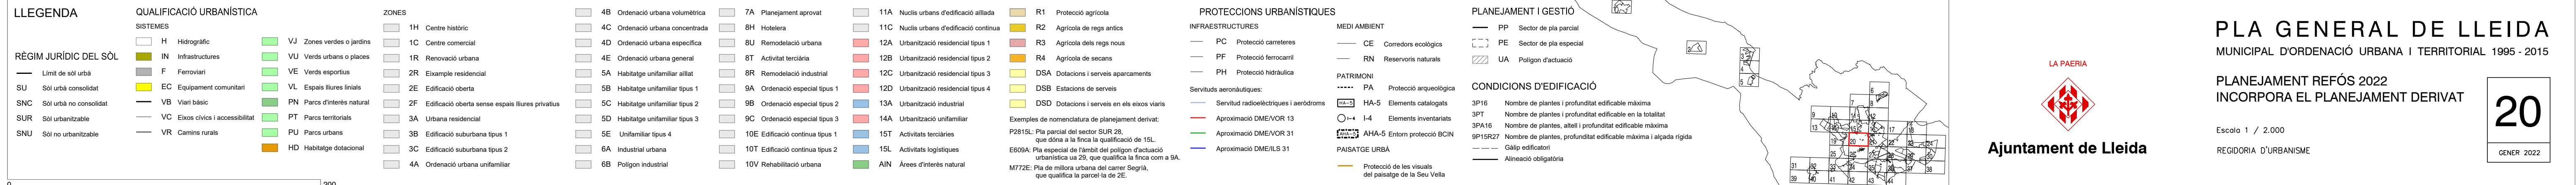 LLEGENDA
RÈGIM JURÍDIC DEL SÒL
Límit de sòl urbà
SU Sòl urbà consolidat
SNC Sòl urbà no consolidat
SUR Sòl urbanitzable
SNU Sòl no urbanitzable
QUALIFICACIÓ URBANÍSTICA
SISTEMES
H Hidrogràfic
IN Infrastructures
F Ferroviari
EC Equipament comunitari
VB Viari bàsic
VC Eixos cívics i accessibilitat
VR Camins rurals
VJ Zones verdes o jardins
VU Verds urbans o places
VE Verds esportius
VL Espais lliures linials
PN Parcs d'interès natural
PT Parcs territorials
PU Parcs urbans
HD Habitatge dotacional
ZONES
1H Centre històric
1C Centre comercial
1R Renovació urbana
2R Eixample residencial
2E Edificació oberta
2F Edificació oberta sense espais lliures privatius
3A Urbana residencial
3B Edificació suburbana tipus 1
3C Edificació suburbana tipus 2
4A Ordenació urbana unifamiliar
4B Ordenació urbana volumètrica
4C Ordenació urbana concentrada
4D Ordenació urbana específica
4E Ordenació urbana general
5A Habitatge unifamiliar aïllat
5B Habitatge unifamiliar tipus 1
5C Habitatge unifamiliar tipus 2
5D Habitatge unifamiliar tipus 3
5E Unifamiliar tipus 4
6A Industrial urbana
6B Polígon industrial
7A Planejament aprovat
8H Hotelera
8U Remodelació urbana
8T Activitat terciària
8R Remodelació industrial
9A Ordenació especial tipus 1
9B Ordenació especial tipus 2
9C Ordenació especial tipus 3
10E Edificació contínua tipus 1
10T Edificació contínua tipus 2
10V Rehabilitació urbana
11A Nuclis urbans d'edificació aïllada
11C Nuclis urbans d'edificació contínua
12A Urbanització residencial tipus 1
12B Urbanització residencial tipus 2
12C Urbanització residencial tipus 3
12D Urbanització residencial tipus 4
13A Urbanització industrial
14A Urbanització unifamiliar
15T Activitats terciàries
15L Activitats logístiques
AIN Àrees d'interès natural
R1 Protecció agrícola
R2 Agrícola de regs antics
R3 Agrícola dels regs nous
R4 Agrícola de secans
DSA Dotacions i serveis aparcaments
DSB Estacions de serveis
DSD Dotacions i serveis en els eixos viaris
Exemples de nomenclatura de planejament derivat:
P2815L: Pla parcial del sector SUR 28,
que dóna a la finca la qualificació de 15L.
E609A: Pla especial de l'àmbit del polígon d'actuació
urbanística ua 29, que qualifica la finca com a 9A.
M772E: Pla de millora urbana del carrer Segrià,
que qualifica la parcel·la de 2E.
PROTECCIONS URBANÍSTIQUES
INFRAESTRUCTURES
PC Protecció carreteres
PF Protecció ferrocarril
PH Protecció hidràulica
Serituds aeronàutiques:
Servitud radioelèctriques i aeròdroms
Aproximació DME/VOR 13
Aproximació DME/VOR 31
Aproximació DME/ILS 31
MEDI AMBIENT
CE Corredors ecològics
RN Reservoris naturals
PATRIMONI
PA Protecció arqueològica
HA-5 HA-5 Elements catalogats
I-4 I-4 Elements inventariats
AHA-5 AHA-5 Entorn protecció BCIN
PAISATGE URBÀ
Protecció de les visuals
del paisatge de la Seu Vella
PLANEJAMENT I GESTIÓ
PP Sector de pla parcial
PE Sector de pla especial
UA Polígon d'actuació
CONDICIONS D'EDIFICACIÓ
3P16 Nombre de plantes i profunditat edificable màxima
3PT Nombre de plantes i profunditat edificable en la totalitat
3PA16 Nombre de plantes, altell i profunditat edificable màxima
9P15R27 Nombre de plantes, profunditat edificable màxima i alçada rígida
Gàlip edificatori
Alineació obligatòria
LA PAERIA
Ajuntament de Lleida
PLA GENERAL DE LLEIDA
MUNICIPAL D'ORDENACIÓ URBANA I TERRITORIAL 1995 - 2015
PLANEJAMENT REFÓS 2022
INCORPORA EL PLANEJAMENT DERIVAT
Escala 1 / 2.000
REGIDORIA D'URBANISME
20
GENER 2022